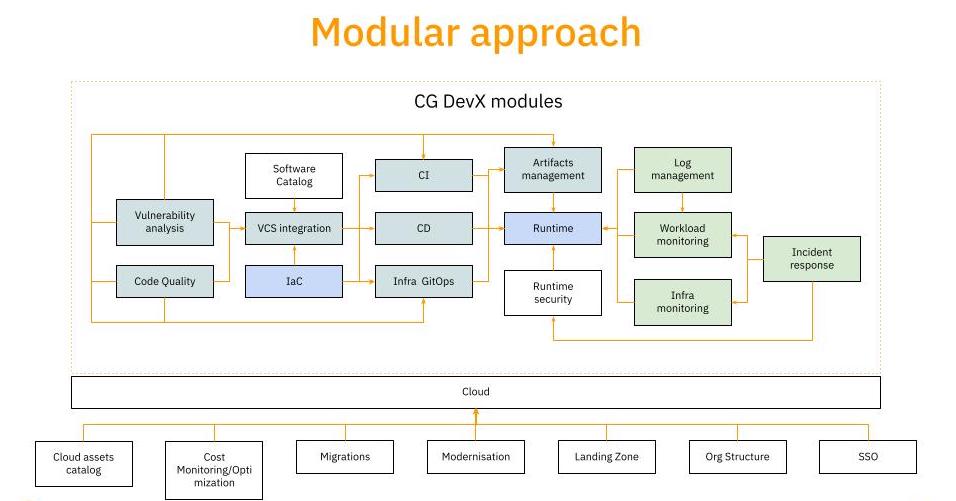 Modular approach
CG DevX modules
Software
Catalog
CI
Artifacts
management
Log
management
Vulnerability
analysis
VCS integration
CD
Runtime
Workload
monitoring
Incident
response
Code Quality
IaC
Infra GitOps
Runtime
security
Infra
monitoring
Cloud
Cloud assets
catalog
Cost
Monitoring/Opti
mization
Migrations
Modernisation
Landing Zone
Org Structure
SSO